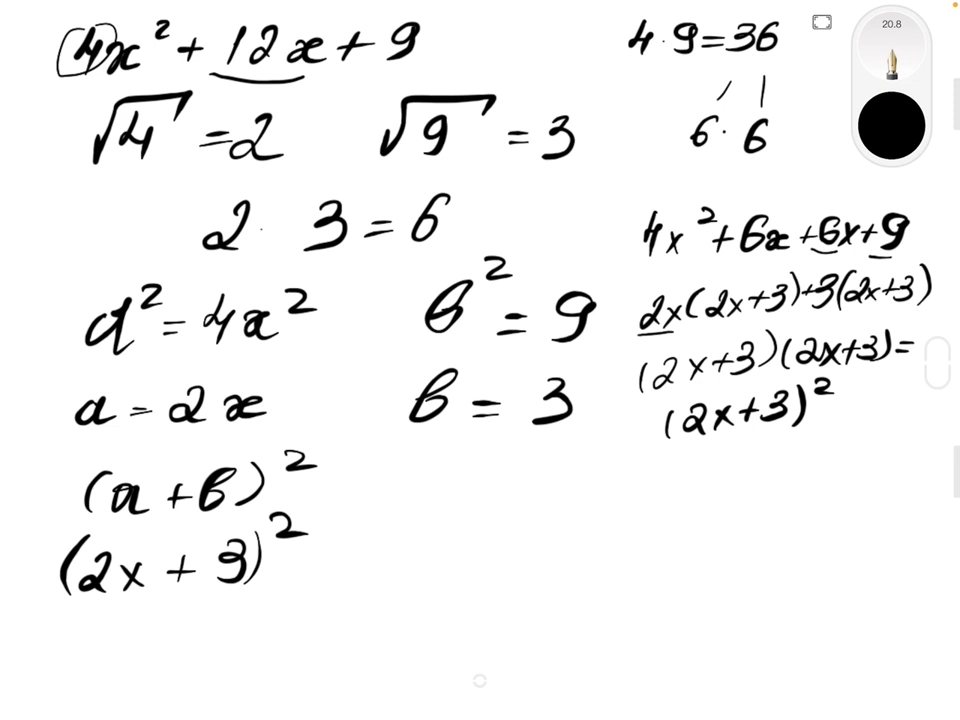 4x² + 12x + 9
√4 = 2 √9 = 3
2 · 3 = 6
a² = 4x² b² = 9
a = 2x b = 3
(a + b)²
(2x + 3)²
4 · 9 = 36
6 · 6
4x² + 6x + 6x + 9
2x(2x+3)+3(2x+3)
(2x+3)(2x+3)=
(2x+3)²
20.8